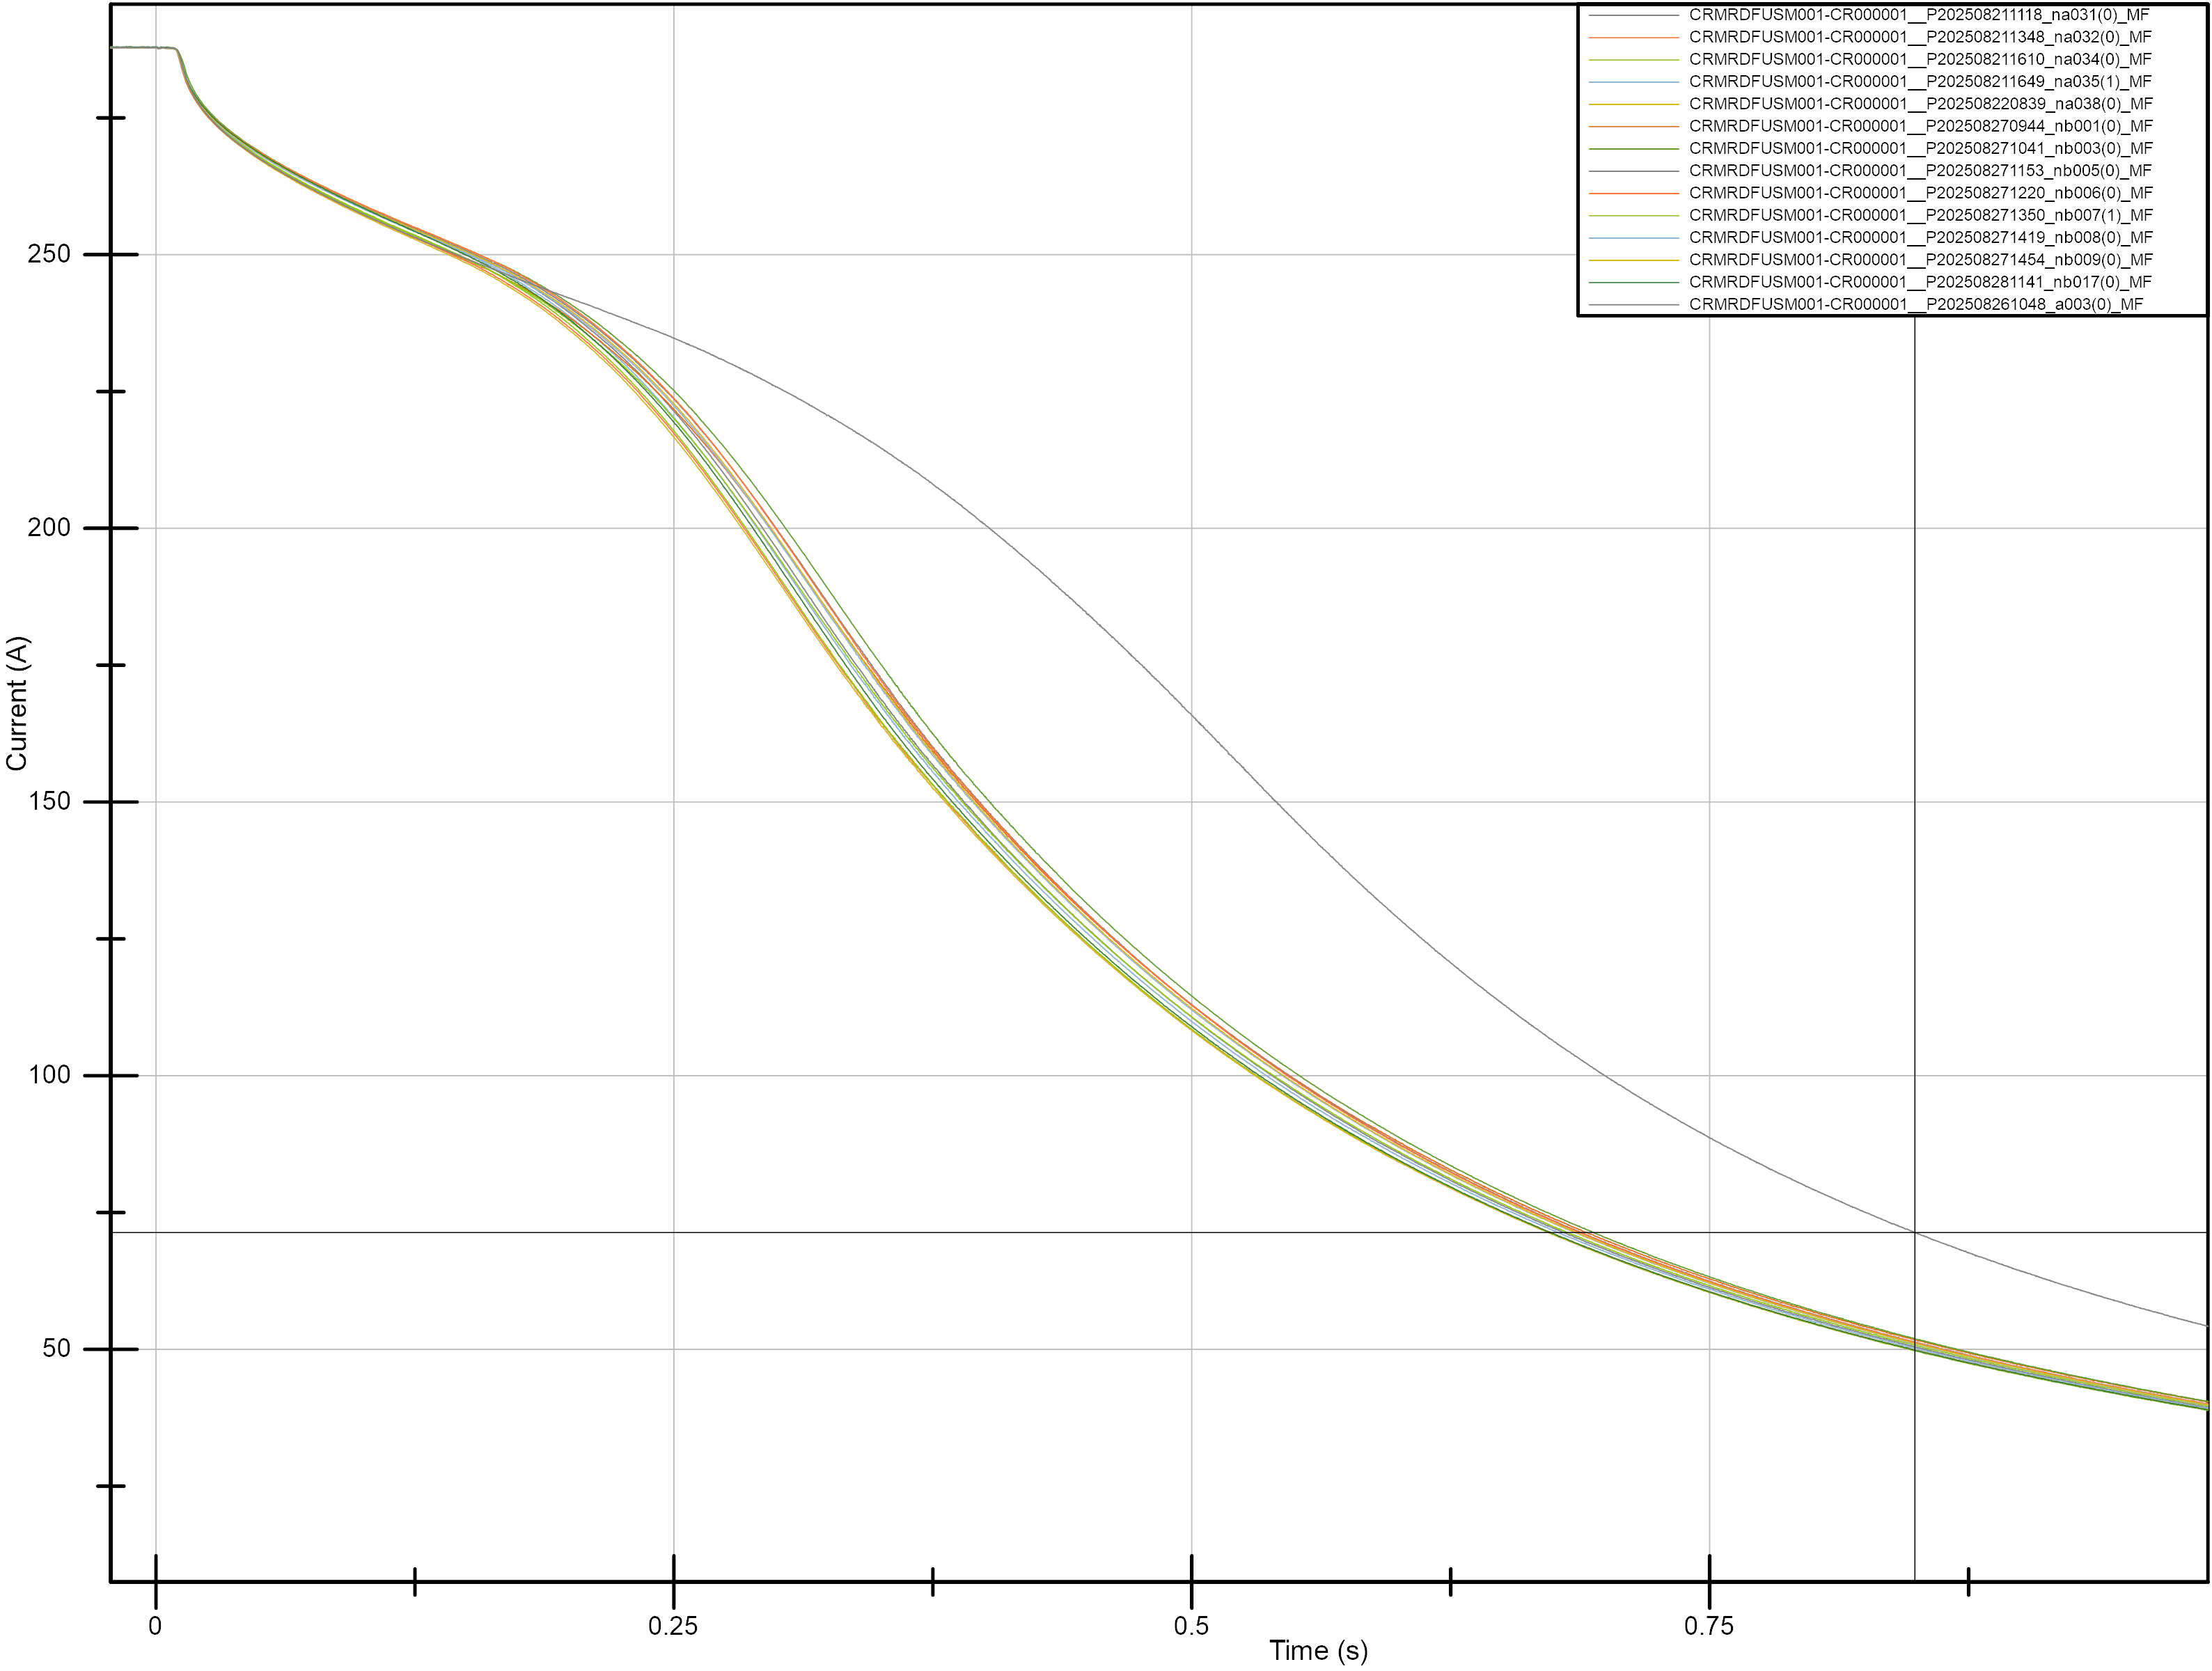 CRMRDFUSM001-CR000001__P202508211118_na031(0)_MF
CRMRDFUSM001-CR000001__P202508211348_na032(0)_MF
CRMRDFUSM001-CR000001__P202508211610_na034(0)_MF
CRMRDFUSM001-CR000001__P202508211649_na035(1)_MF
CRMRDFUSM001-CR000001__P202508220839_na038(0)_MF
CRMRDFUSM001-CR000001__P202508270944_nb001(0)_MF
CRMRDFUSM001-CR000001__P202508271041_nb003(0)_MF
CRMRDFUSM001-CR000001__P202508271153_nb005(0)_MF
CRMRDFUSM001-CR000001__P202508271220_nb006(0)_MF
CRMRDFUSM001-CR000001__P202508271350_nb007(1)_MF
CRMRDFUSM001-CR000001__P202508271419_nb008(0)_MF
CRMRDFUSM001-CR000001__P202508271454_nb009(0)_MF
CRMRDFUSM001-CR000001__P202508281141_nb017(0)_MF
CRMRDFUSM001-CR000001__P202508261048_a003(0)_MF
250
200
150
100
50
Current (A)
0
0.25
0.5
0.75
Time (s)